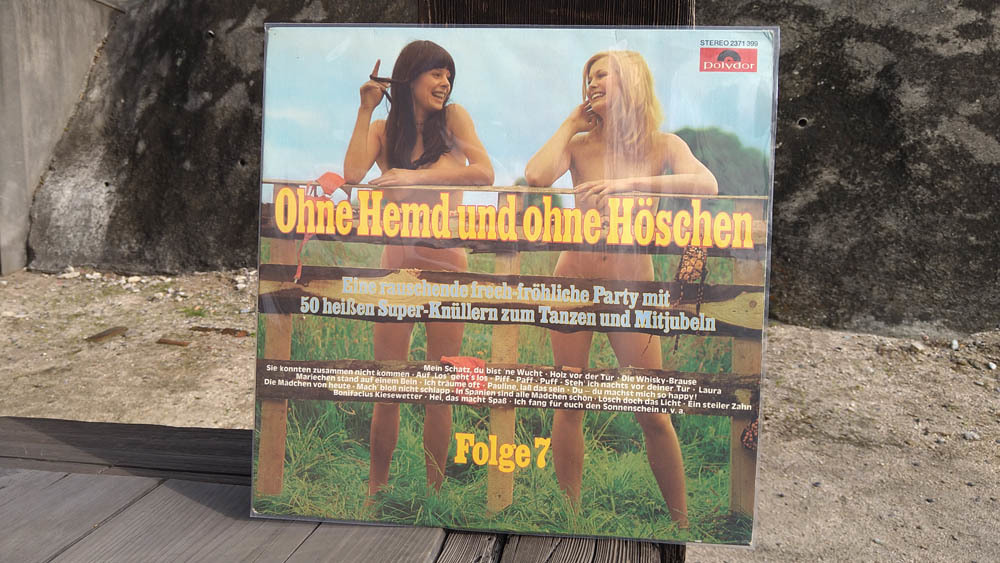 STEREO 2371 399
polydor
Ohne Hemd und ohne Höschen
Eine rauschende frech-fröhliche Party mit
50 heißen Super-Knüllern zum Tanzen und Mitjubeln
Mein Schatz, du bist 'ne Wucht · Holz vor der Tür · Die Whisky-Brause
Sie konnten zusammen nicht kommen · Auf 'Los' geht's los · Piff - Paff - Puff · Steh' ich nachts vor deiner Tür · Laura
Mariechen stand auf einem Bein · Ich träume oft · Pauline, laß das sein · Du - du machst mich so happy!
Die Mädchen von heute · Mach' bloß nicht schlapp · In Spanien sind alle Mädchen schön · Lösch doch das Licht · Ein steiler Zahn
Bonifacius Kiesewetter · Hei, das macht Spaß · Ich fang für euch den Sonnenschein u. v. a.
Folge 7